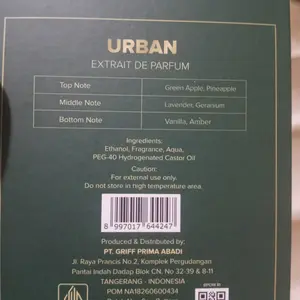 URBAN
EXTRAIT DE PARFUM
Top Note Green Apple, Pineapple
Middle Note Lavender, Geranium
Bottom Note Vanilla, Amber
Ingredients:
Ethanol, Fragrance, Aqua,
PEG-40 Hydrogenated Castor Oil
Caution:
For external use only.
Do not store in high temperature area.
8 997017 644247
Produced & Distributed by:
PT. GRIFF PRIMA ABADI
Jl. Raya Prancis No.2, Komplek Pergudangan
Pantai Indah Dadap Blok CN. No 32-39 & 8-11
TANGERANG - INDONESIA
POM NA18260600434